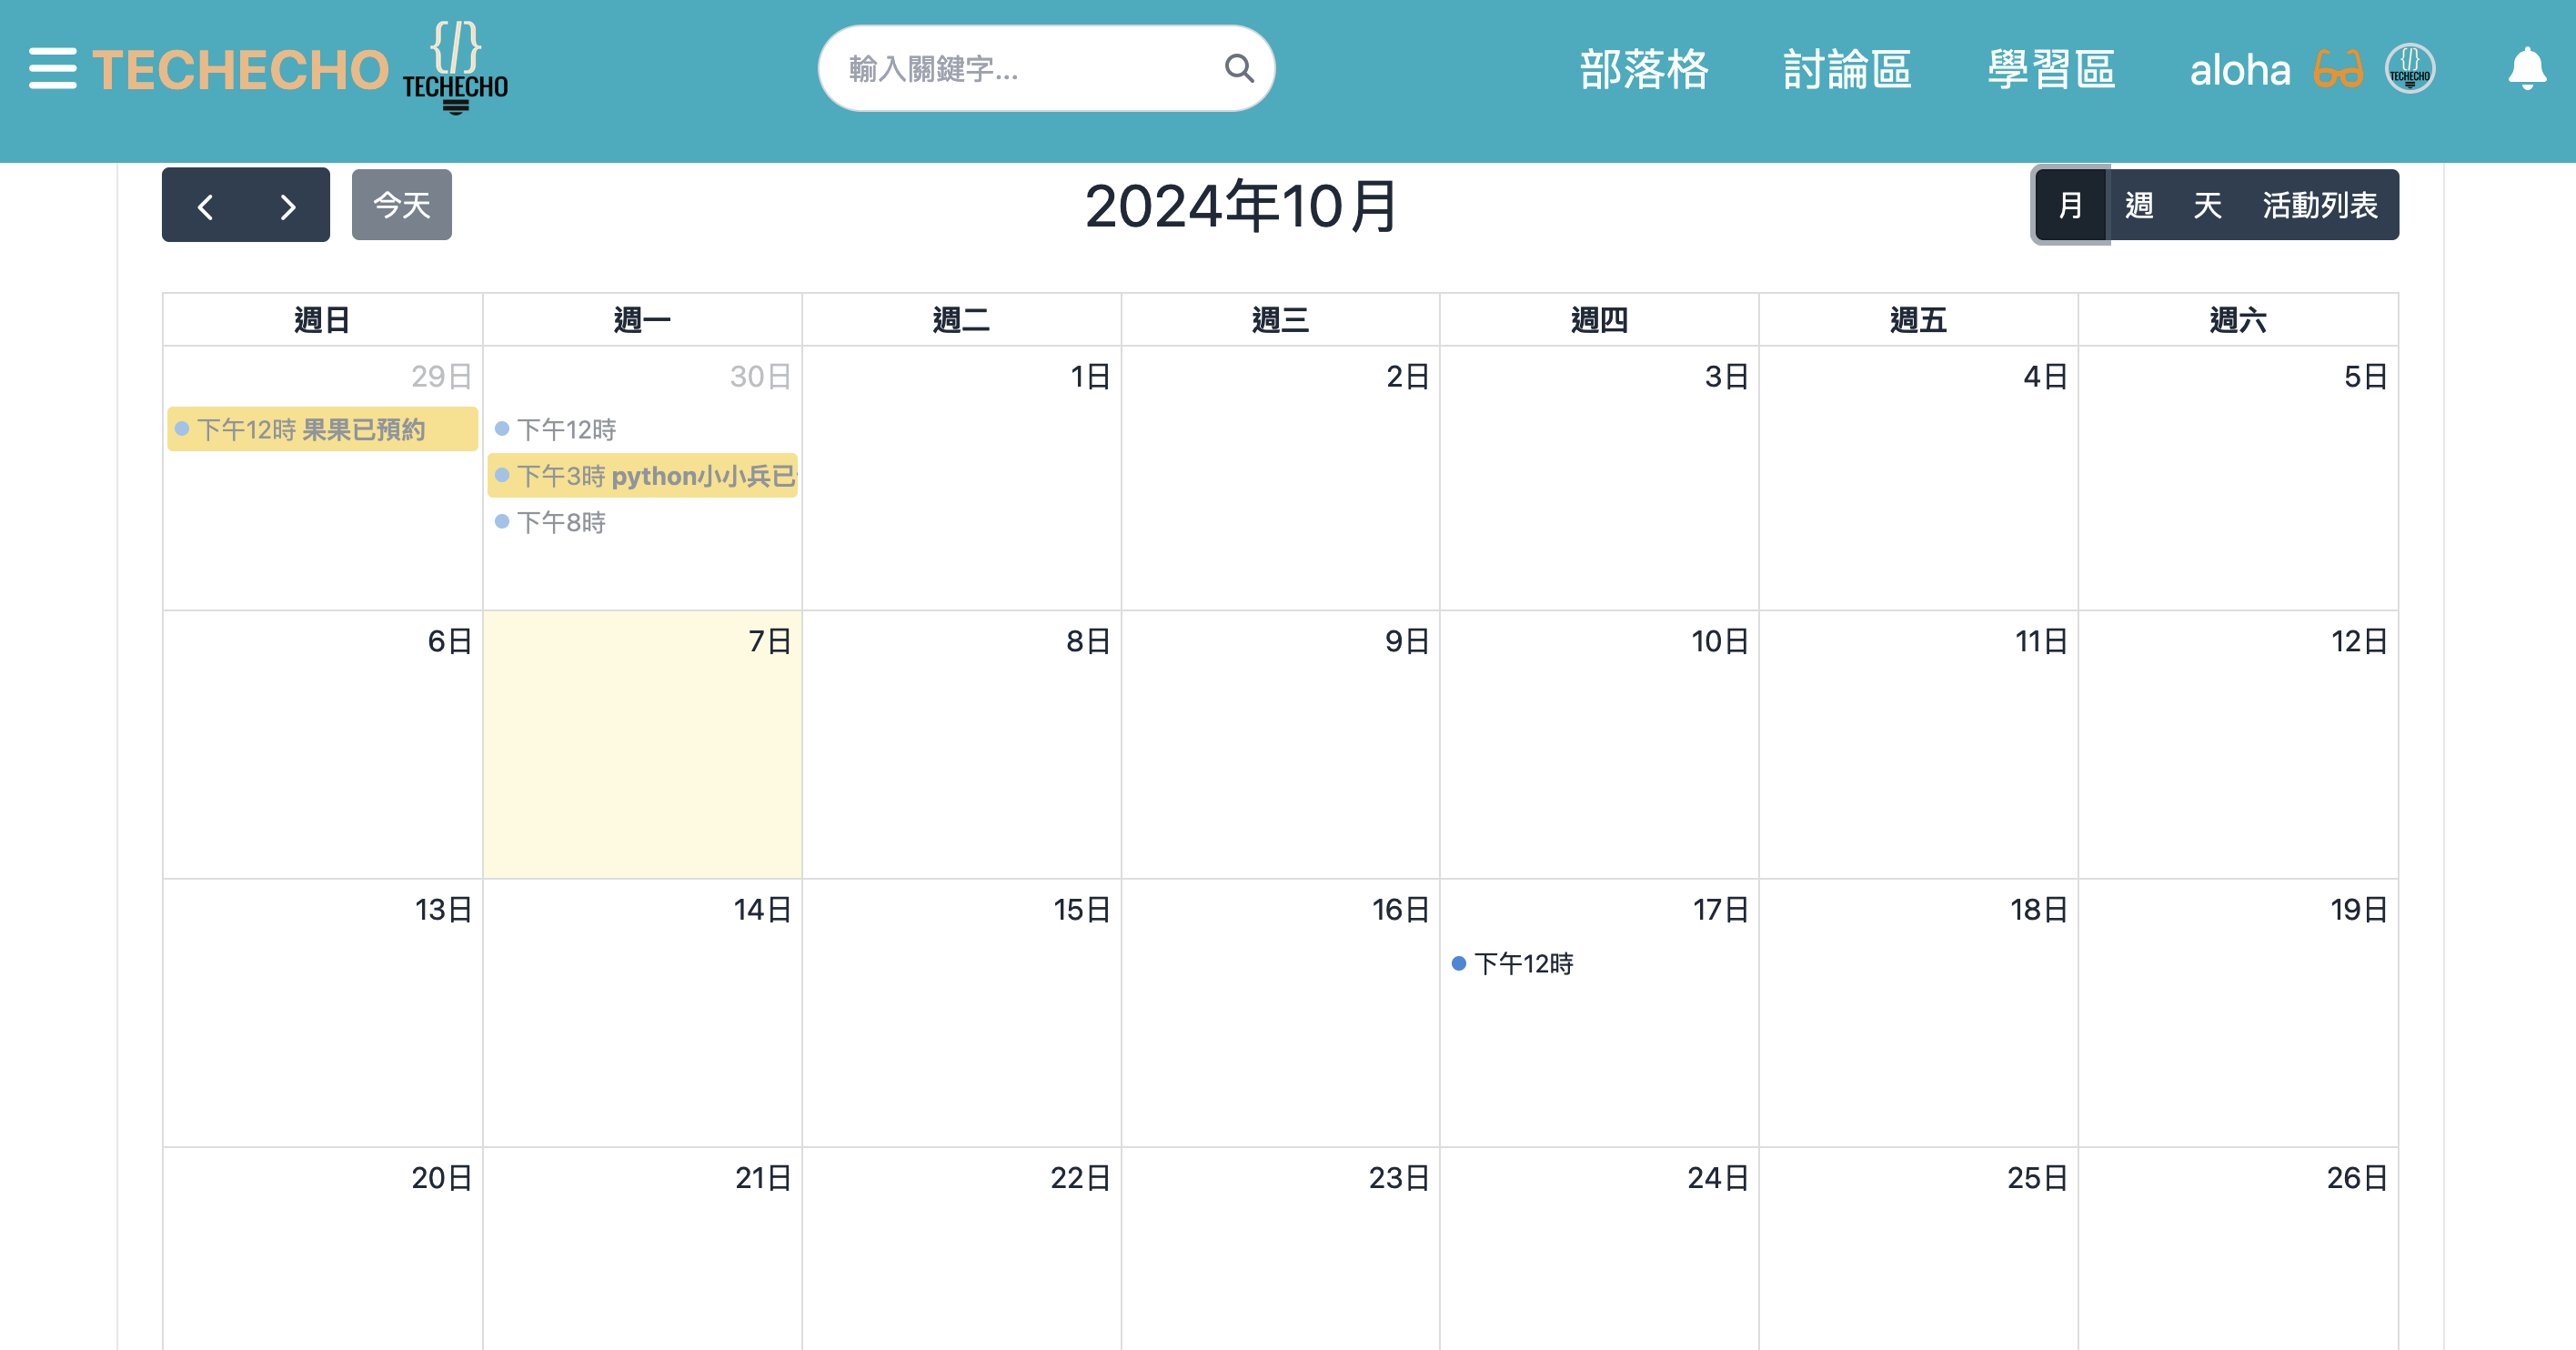 TECHECHO
{/}
TECHECHO
輸入關鍵字...
部落格 討論區 學習區 aloha
{/}
TECHECHO
今天
2024年10月
月 週 天 活動列表
週日 週一 週二 週三 週四 週五 週六
29日 30日 1日 2日 3日 4日 5日
下午12時 果果已預約
下午12時
下午3時 python小小兵已
下午8時
6日 7日 8日 9日 10日 11日 12日
13日 14日 15日 16日 17日 18日 19日
下午12時
20日 21日 22日 23日 24日 25日 26日